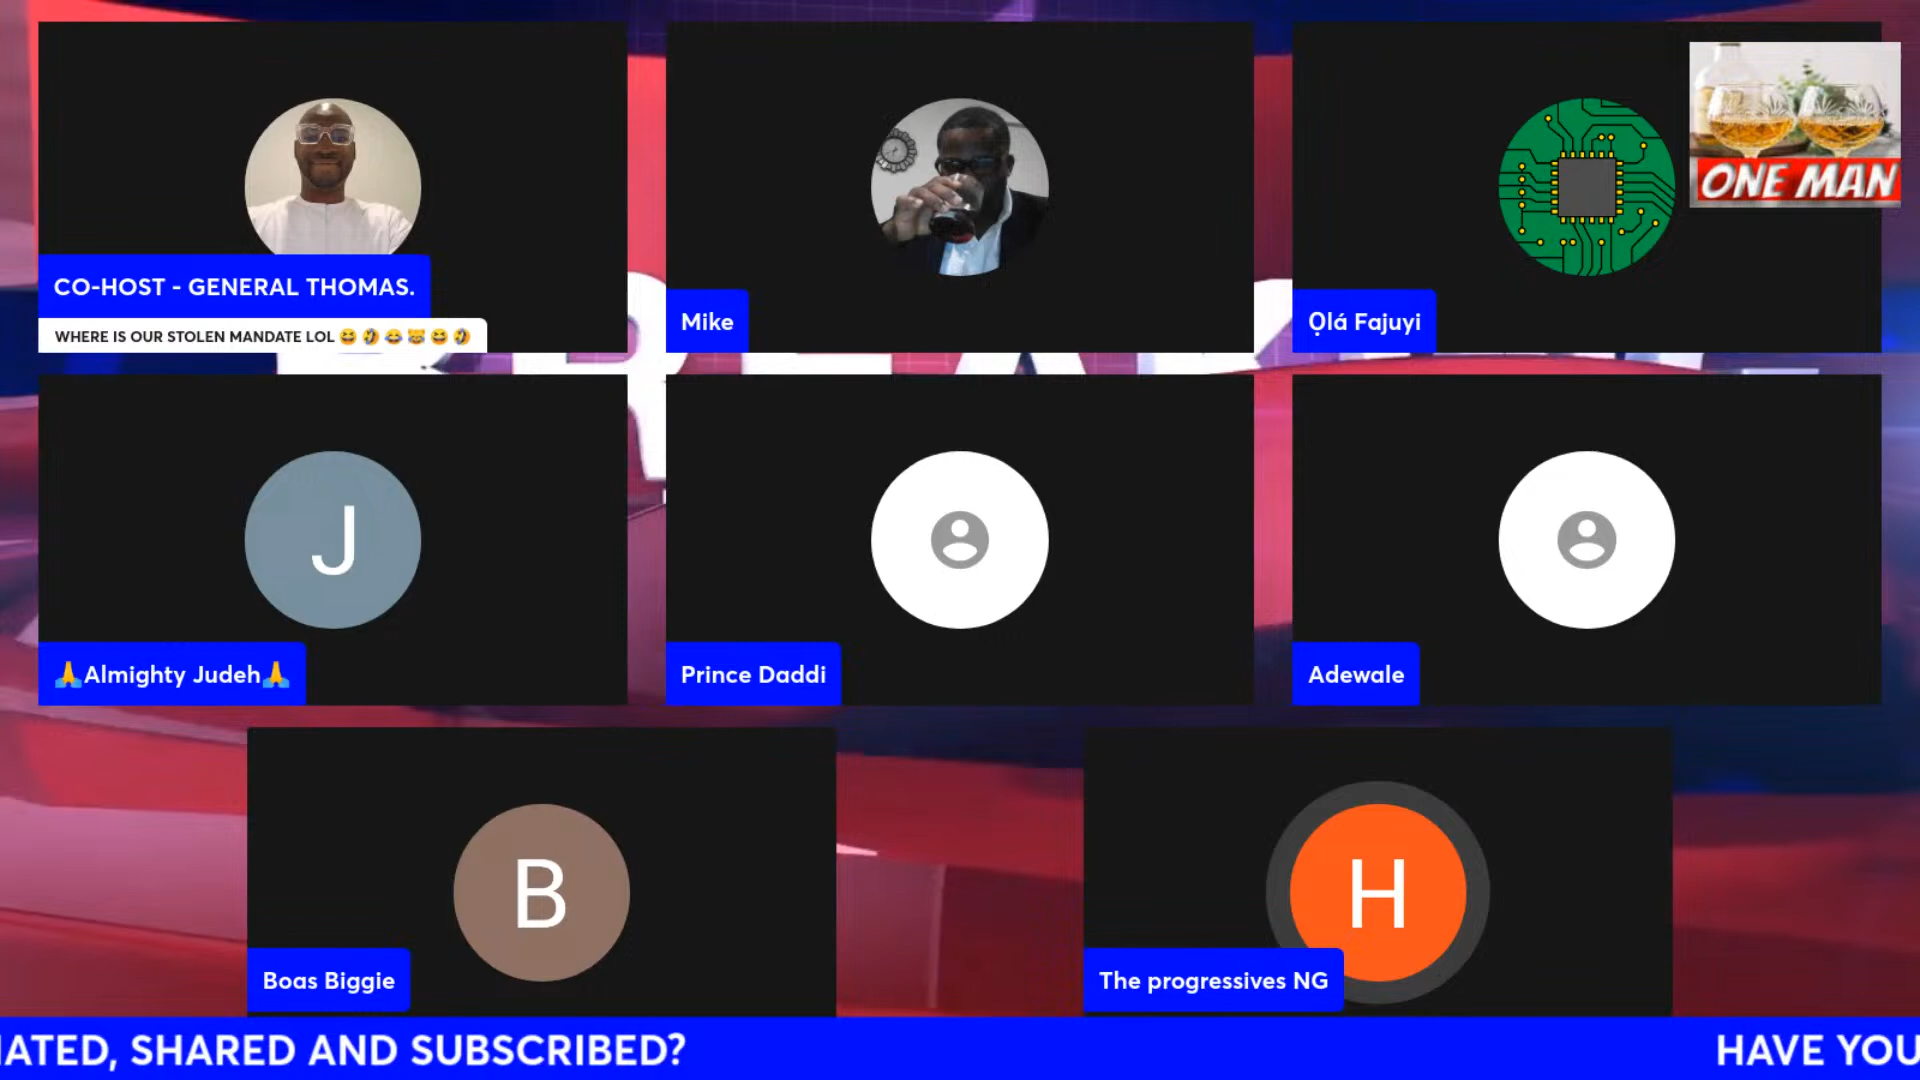 ONE MAN
CO-HOST - GENERAL THOMAS.
WHERE IS OUR STOLEN MANDATE LOL 😆 🤣 😂 😹 😆 🤣
Mike
Ọlá Fajuyi
J
🙏Almighty Judeh🙏
Prince Daddi
Adewale
B
Boas Biggie
H
The progressives NG
SHARED AND SUBSCRIBED?
HAVE YOU